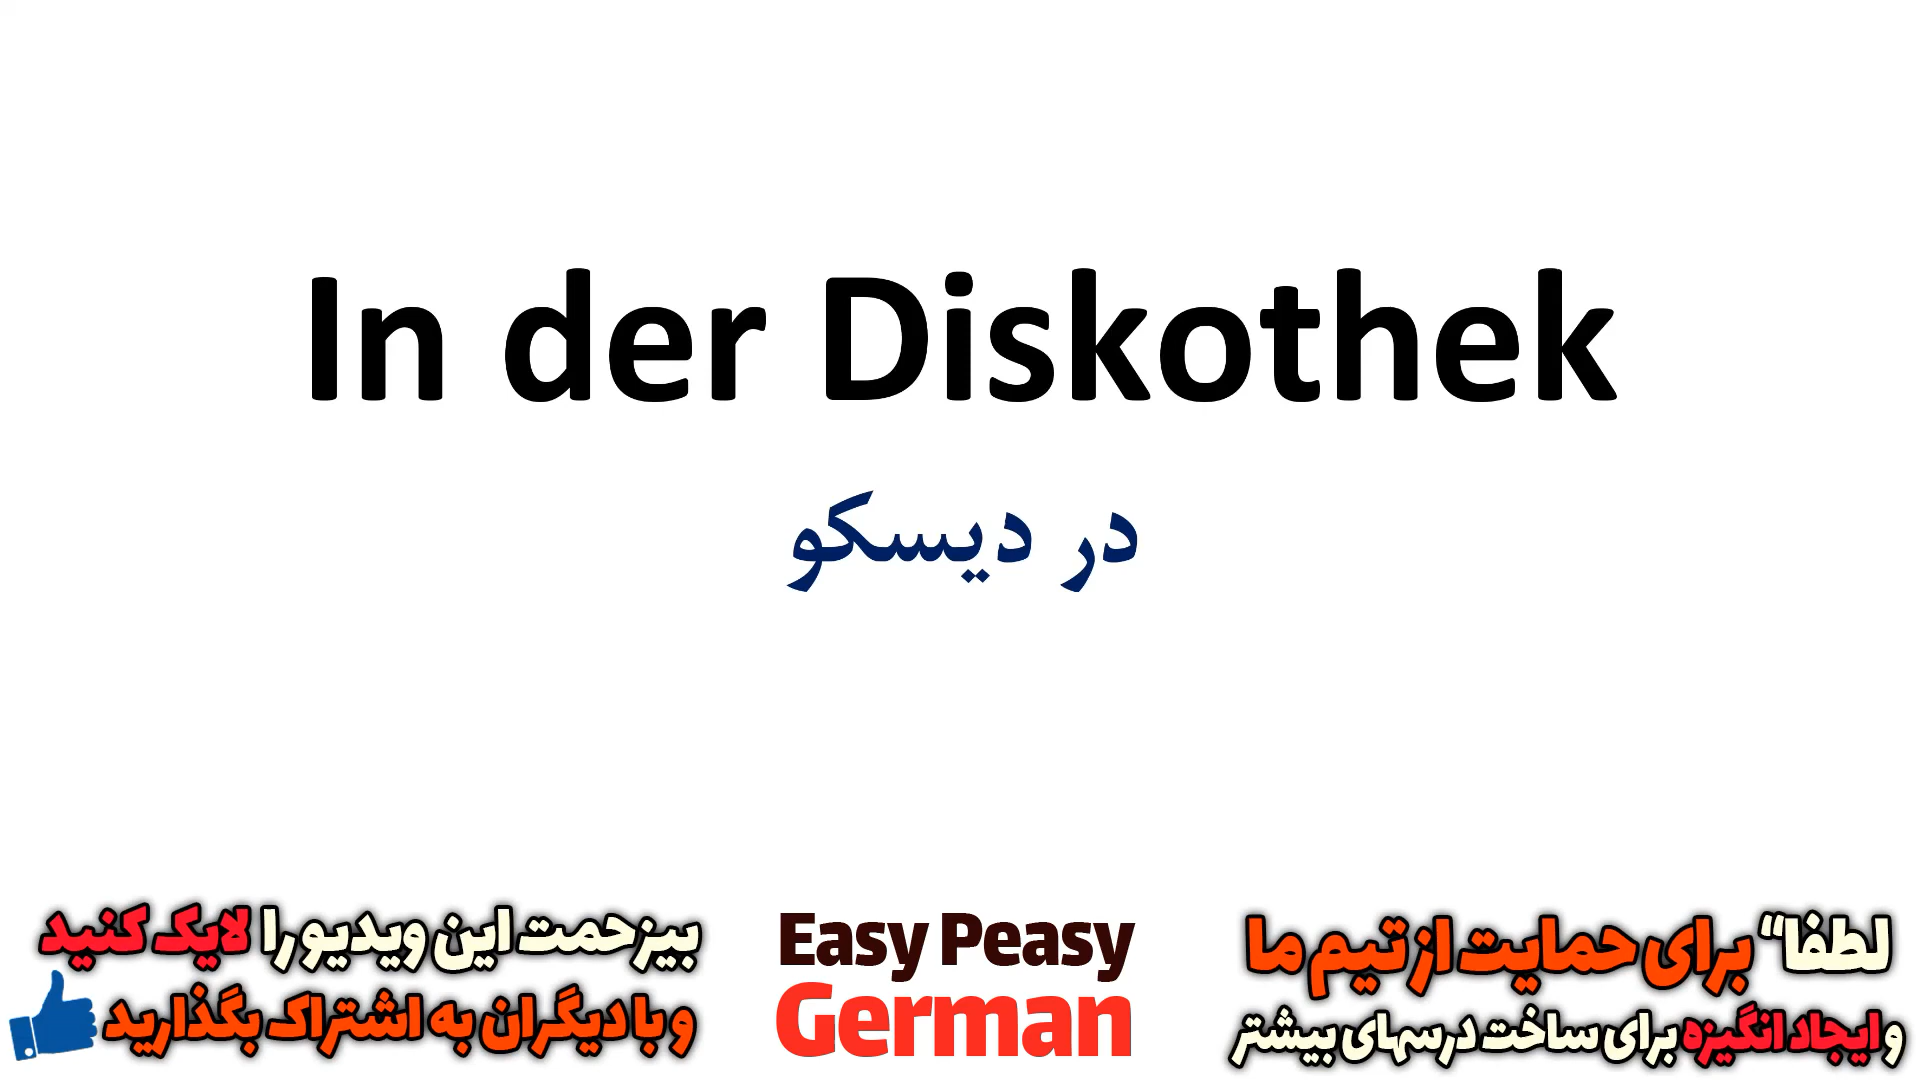 In der Diskothek
در دیسکو
لطفا“ برای حمایت از تیم ما
و ایجاد انگیزه برای ساخت درسهای بیشتر
Easy Peasy
German
بیزحمت این ویدیو را لایک کنید
و با دیگران به اشتراک بگذارید